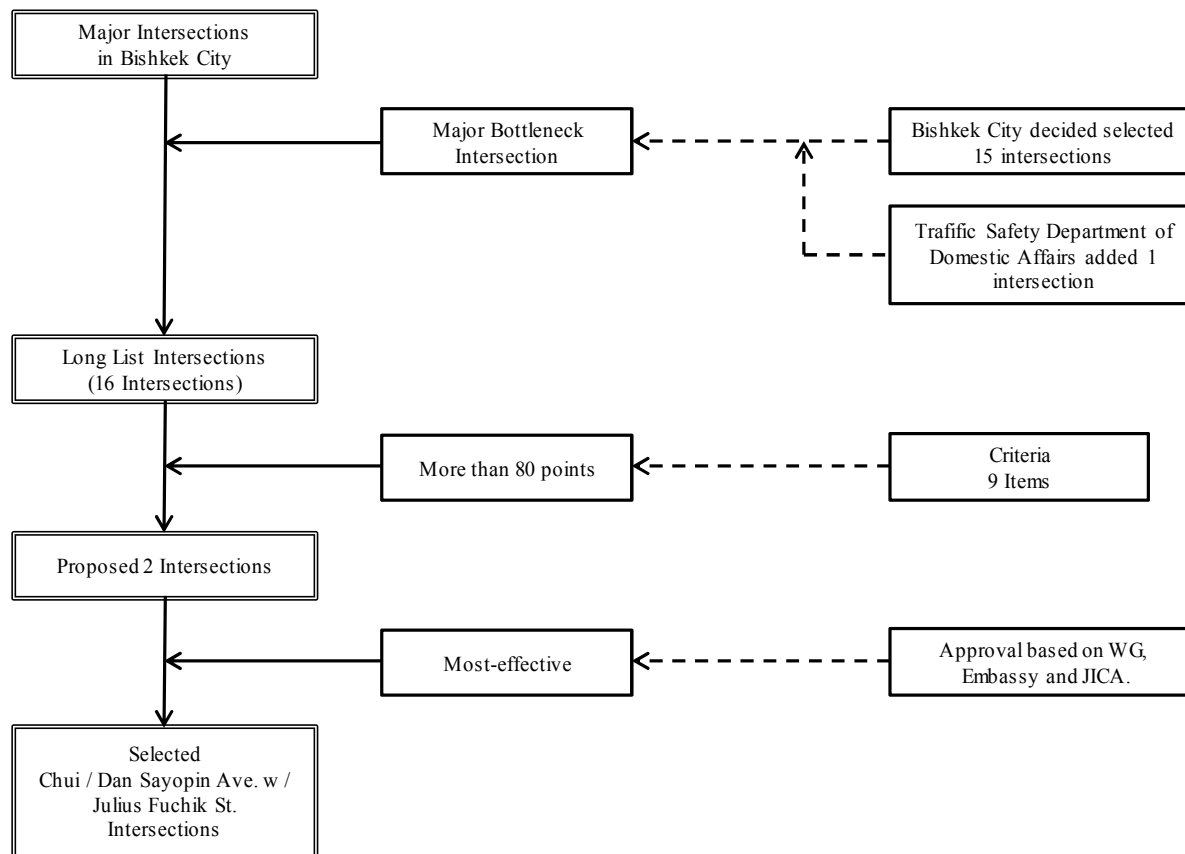 Major Intersections
in Bishkek City
Major Bottleneck
Intersection
Bishkek City decided selected
15 intersections
Trafific Safety Department of
Domestic Affairs added 1
intersection
Long List Intersections
(16 Intersections)
More than 80 points
Criteria
9 Items
Proposed 2 Intersections
Most-effective
Approval based on WG,
Embassy and JICA.
Selected
Chui / Dan Sayopin Ave. w /
Julius Fuchik St.
Intersections